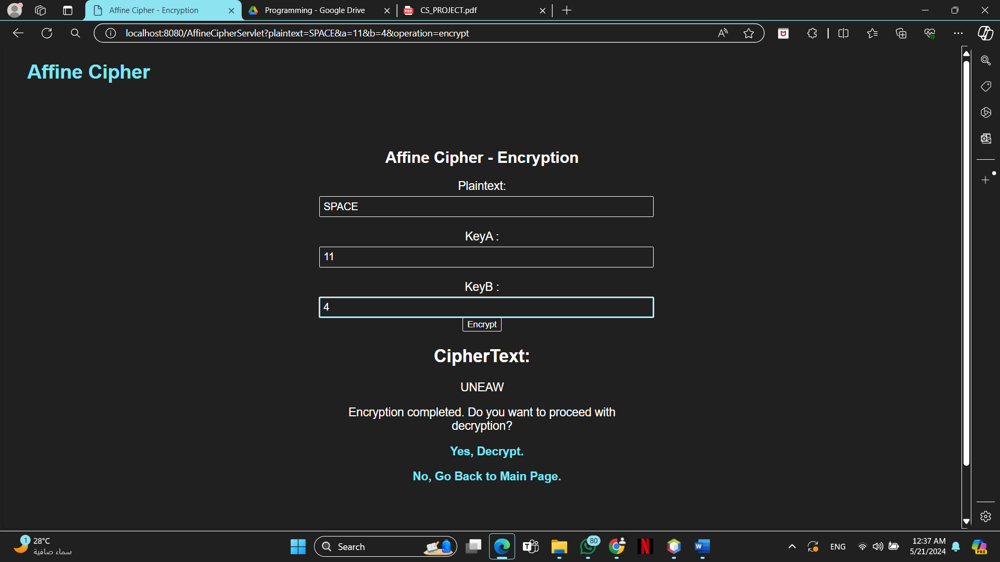 Affine Cipher - Encryption
Programming - Google Drive
CS_PROJECT.pdf
localhost:8080/AffineCipherServlet?plaintext=SPACE&a=11&b=4&operation=encrypt
Affine Cipher
Affine Cipher - Encryption
Plaintext:
SPACE
KeyA :
11
KeyB :
4
Encrypt
CipherText:
UNEAW
Encryption completed. Do you want to proceed with
decryption?
Yes, Decrypt.
No, Go Back to Main Page.
1
28°C
سماء صافية
Search
80
ENG
12:37 AM
5/21/2024
PRE